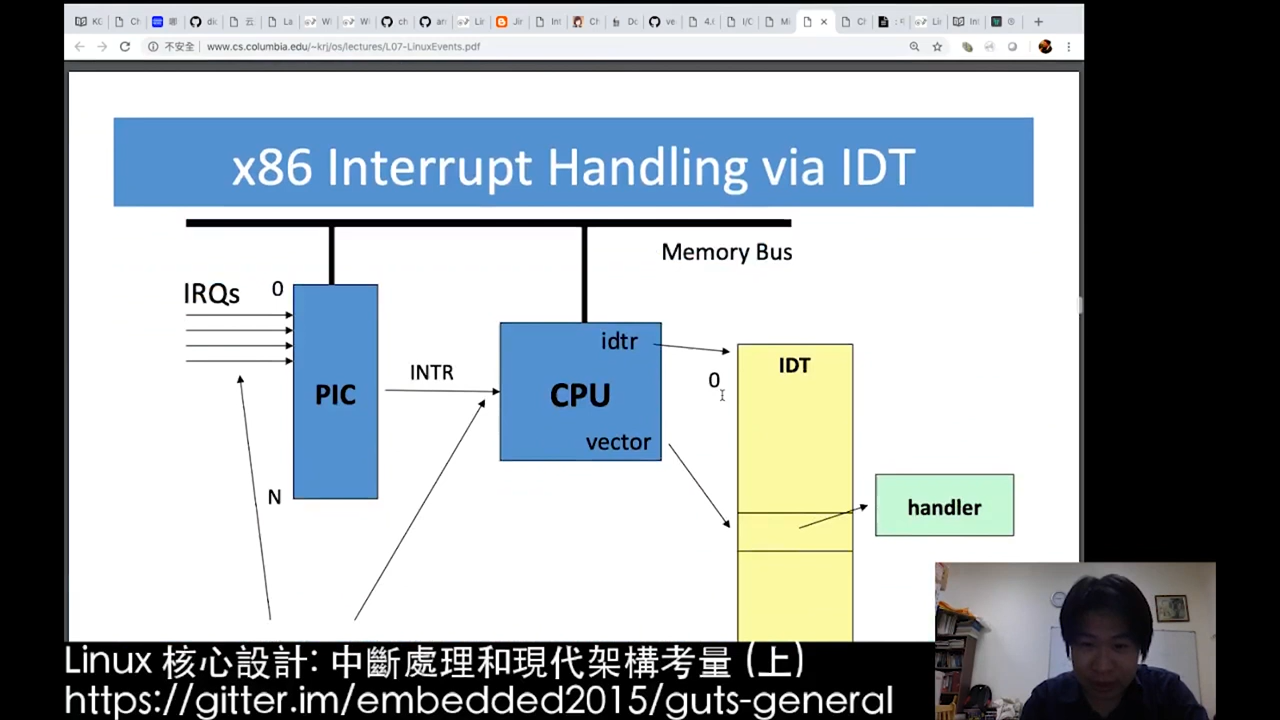 不安全 www.cs.columbia.edu/~krj/os/lectures/L07-LinuxEvents.pdf
x86 Interrupt Handling via IDT
Memory Bus
IRQs
0
PIC
N
INTR
idtr
CPU
vector
0
IDT
handler
Linux 核心設計: 中斷處理和現代架構考量 (上)
https://gitter.im/embedded2015/guts-general